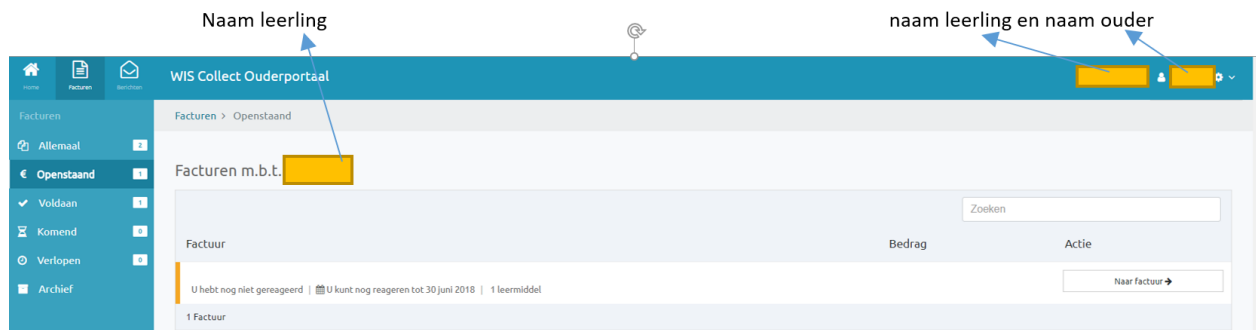 Naam leerling
naam leerling en naam ouder
Home Facturen Berichten WIS Collect Ouderportaal
Facturen
Facturen > Openstaand
Allemaal 2
€ Openstaand 1
Voldaan 1
Komend 0
Verlopen 0
Archief
Facturen m.b.t.
Zoeken
Factuur Bedrag Actie
U hebt nog niet gereageerd | U kunt nog reageren tot 30 juni 2018 | 1 leermiddel
Naar factuur →
1 Factuur